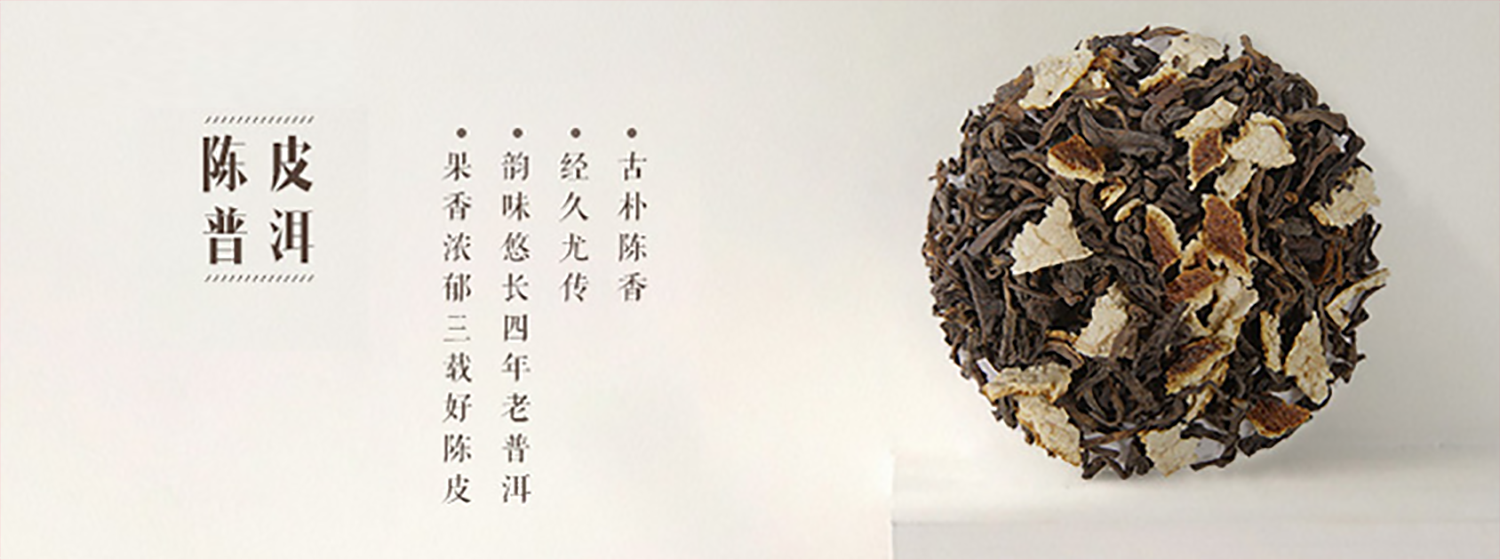 陈皮
普洱
古朴陈香
经久尤传
韵味悠长四年老普洱
果香浓郁三载好陈皮